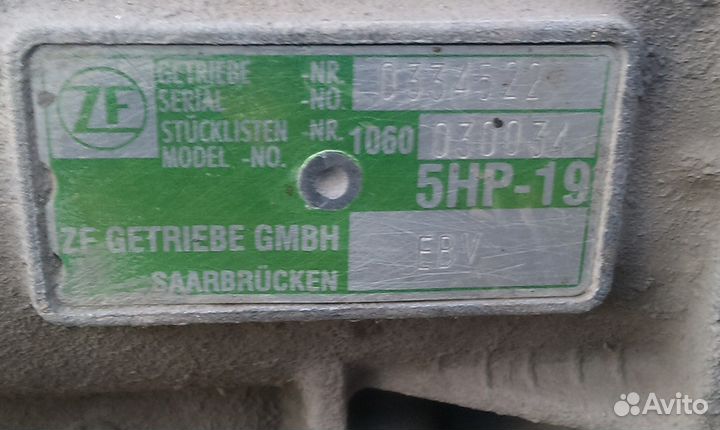 ZF
GETRIEBE -NR. 0334522
SERIAL -NO.
STÜCKLISTEN -NR. 1060 030034
MODEL -NO.
5HP-19
ZF GETRIEBE GMBH EBV
SAARBRÜCKEN
Avito